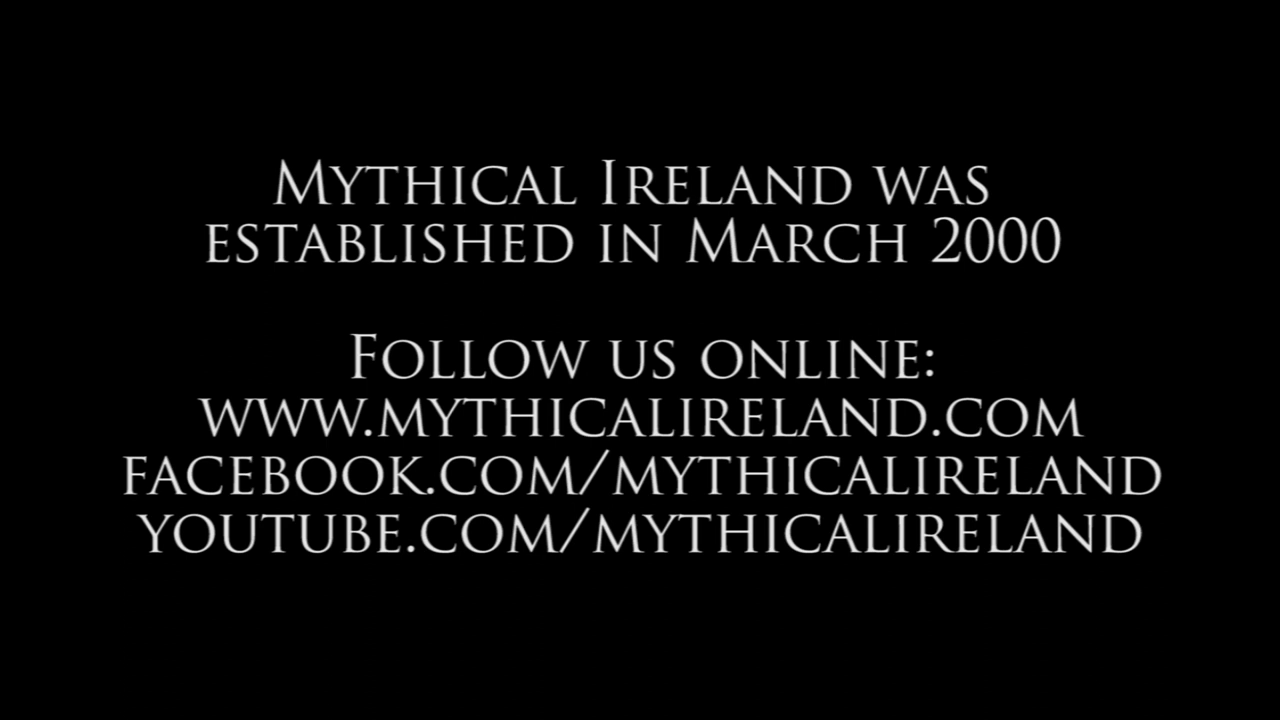 Mythical Ireland was
established in March 2000
Follow us online:
www.mythicalireland.com
facebook.com/mythicalireland
youtube.com/mythicalireland